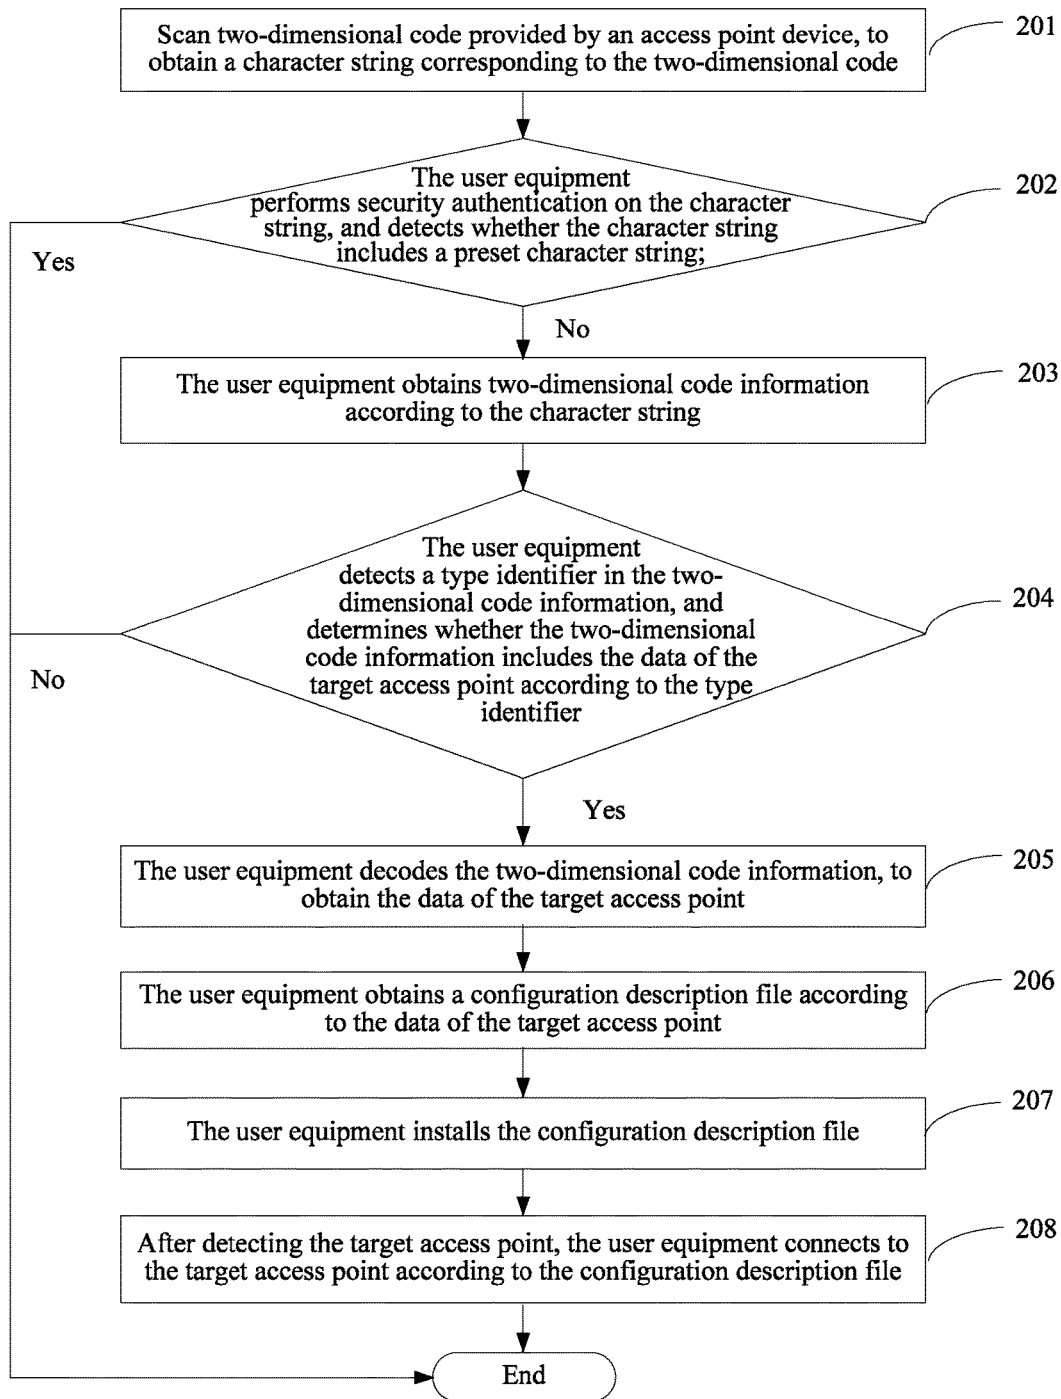 Scan two-dimensional code provided by an access point device, to
obtain a character string corresponding to the two-dimensional code
201
The user equipment
performs security authentication on the character
string, and detects whether the character string
includes a preset character string;
202
Yes
No
The user equipment obtains two-dimensional code information
according to the character string
203
The user equipment
detects a type identifier in the two-
dimensional code information, and
determines whether the two-dimensional
code information includes the data of the
target access point according to the type
identifier
204
No
Yes
The user equipment decodes the two-dimensional code information, to
obtain the data of the target access point
205
The user equipment obtains a configuration description file according
to the data of the target access point
206
The user equipment installs the configuration description file
207
After detecting the target access point, the user equipment connects to
the target access point according to the configuration description file
208
End